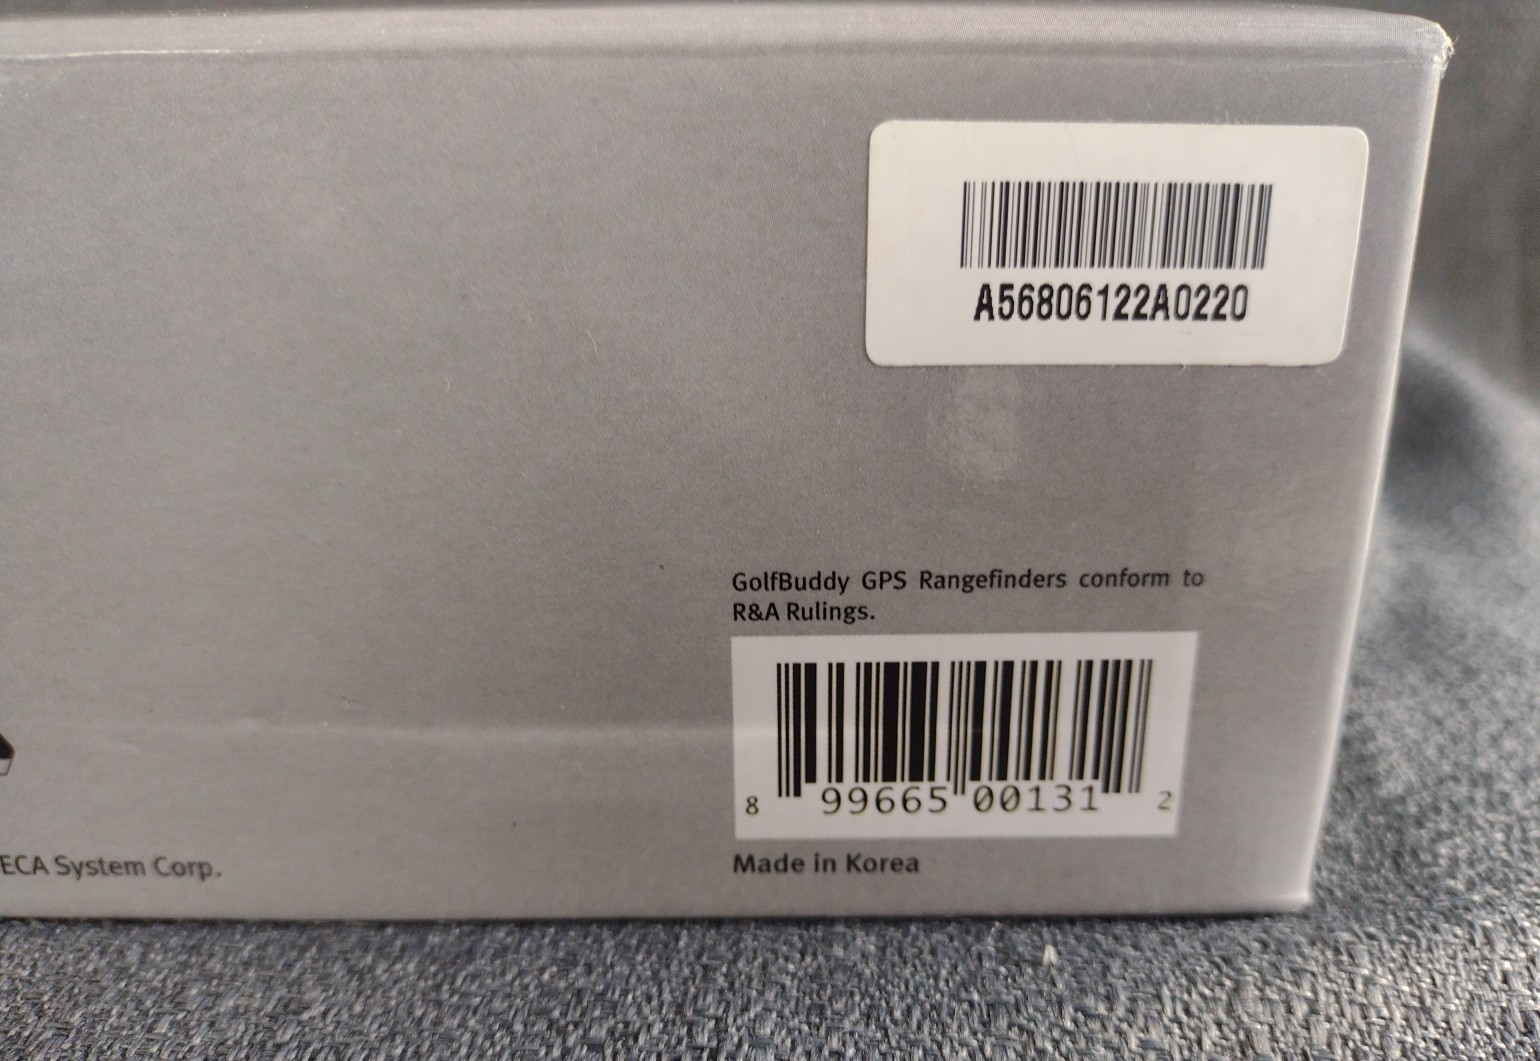 A56806122A0220
GolfBuddy GPS Rangefinders conform to
R&A Rulings.
8 99665 00131 2
ECA System Corp.
Made in Korea